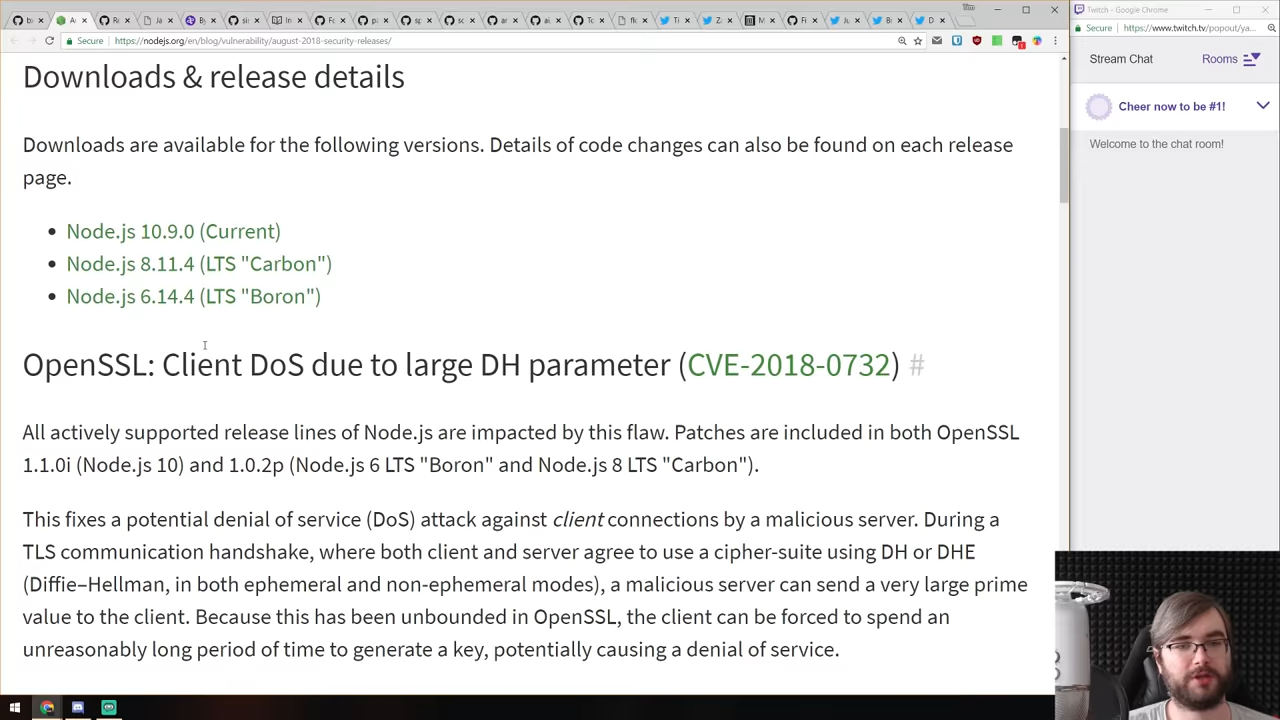 Secure
https://nodejs.org/en/blog/vulnerability/august-2018-security-releases/
Downloads & release details
Downloads are available for the following versions. Details of code changes can also be found on each release
page.
Node.js 10.9.0 (Current)
Node.js 8.11.4 (LTS "Carbon")
Node.js 6.14.4 (LTS "Boron")
OpenSSL: Client DoS due to large DH parameter (CVE-2018-0732) #
All actively supported release lines of Node.js are impacted by this flaw. Patches are included in both OpenSSL
1.1.0i (Node.js 10) and 1.0.2p (Node.js 6 LTS "Boron" and Node.js 8 LTS "Carbon").
This fixes a potential denial of service (DoS) attack against client connections by a malicious server. During a
TLS communication handshake, where both client and server agree to use a cipher-suite using DH or DHE
(Diffie–Hellman, in both ephemeral and non-ephemeral modes), a malicious server can send a very large prime
value to the client. Because this has been unbounded in OpenSSL, the client can be forced to spend an
unreasonably long period of time to generate a key, potentially causing a denial of service.
Twitch - Google Chrome
Secure
https://www.twitch.tv/popout/ya...
Stream Chat
Rooms
Cheer now to be #1!
Welcome to the chat room!